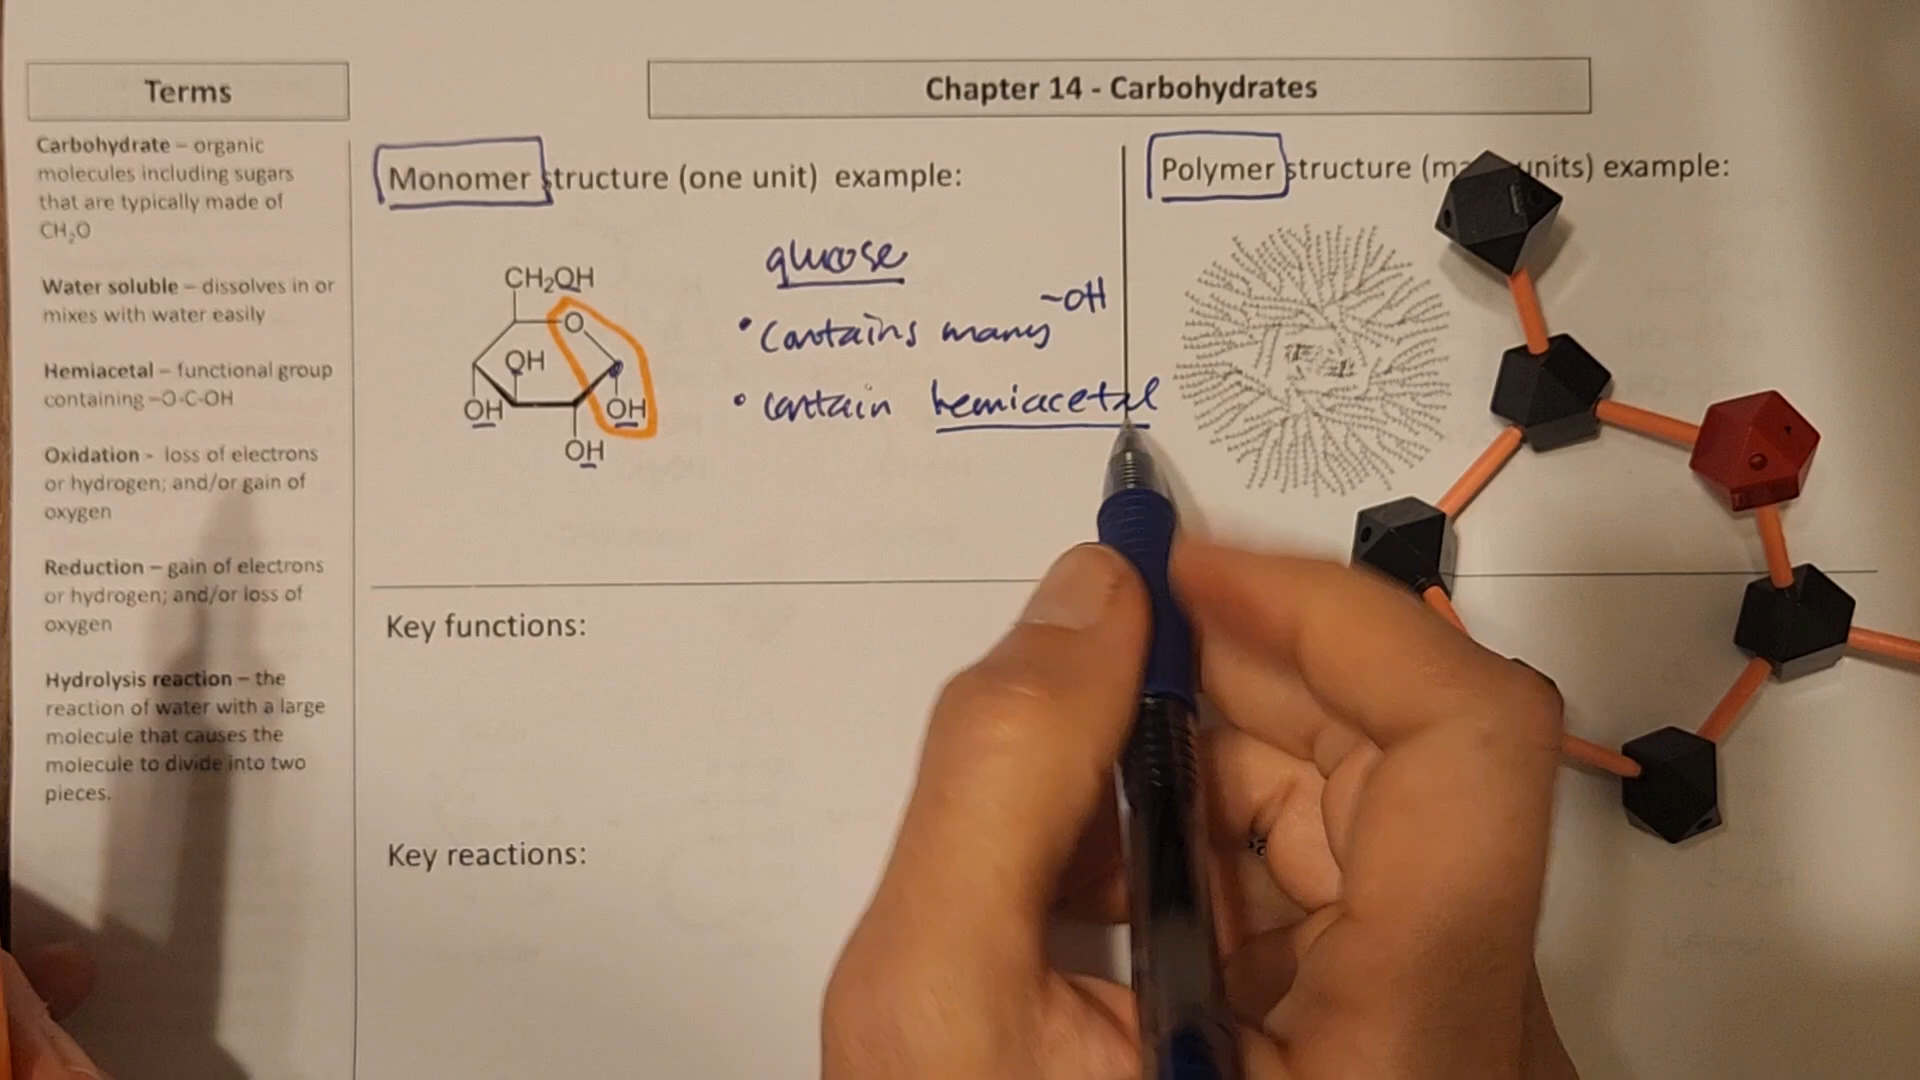 Terms
Carbohydrate – organic
molecules including sugars
that are typically made of
CH₂O
Water soluble – dissolves in or
mixes with water easily
Hemiacetal – functional group
containing –O-C-OH
Oxidation - loss of electrons
or hydrogen; and/or gain of
oxygen
Reduction – gain of electrons
or hydrogen; and/or loss of
oxygen
Hydrolysis reaction – the
reaction of water with a large
molecule that causes the
molecule to divide into two
pieces.
Chapter 14 - Carbohydrates
Monomer structure (one unit) example:
CH₂OH
O
OH
OH
OH
OH
glucose
• Contains many -OH
• contain hemiacetal
Polymer structure ( units) example:
Key functions:
Key reactions: